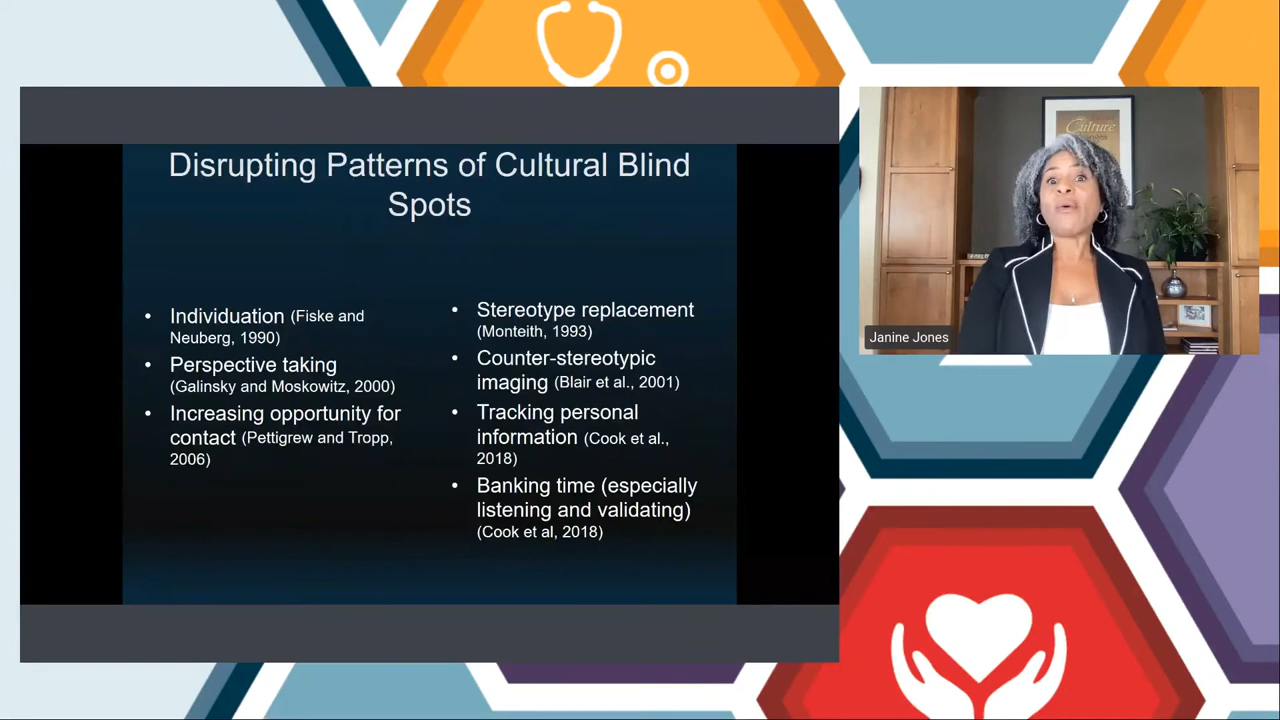 Disrupting Patterns of Cultural Blind
Spots
• Individuation (Fiske and
Neuberg, 1990)
• Perspective taking
(Galinsky and Moskowitz, 2000)
• Increasing opportunity for
contact (Pettigrew and Tropp,
2006)
• Stereotype replacement
(Monteith, 1993)
• Counter-stereotypic
imaging (Blair et al., 2001)
• Tracking personal
information (Cook et al.,
2018)
• Banking time (especially
listening and validating)
(Cook et al, 2018)
Culture
Janine Jones